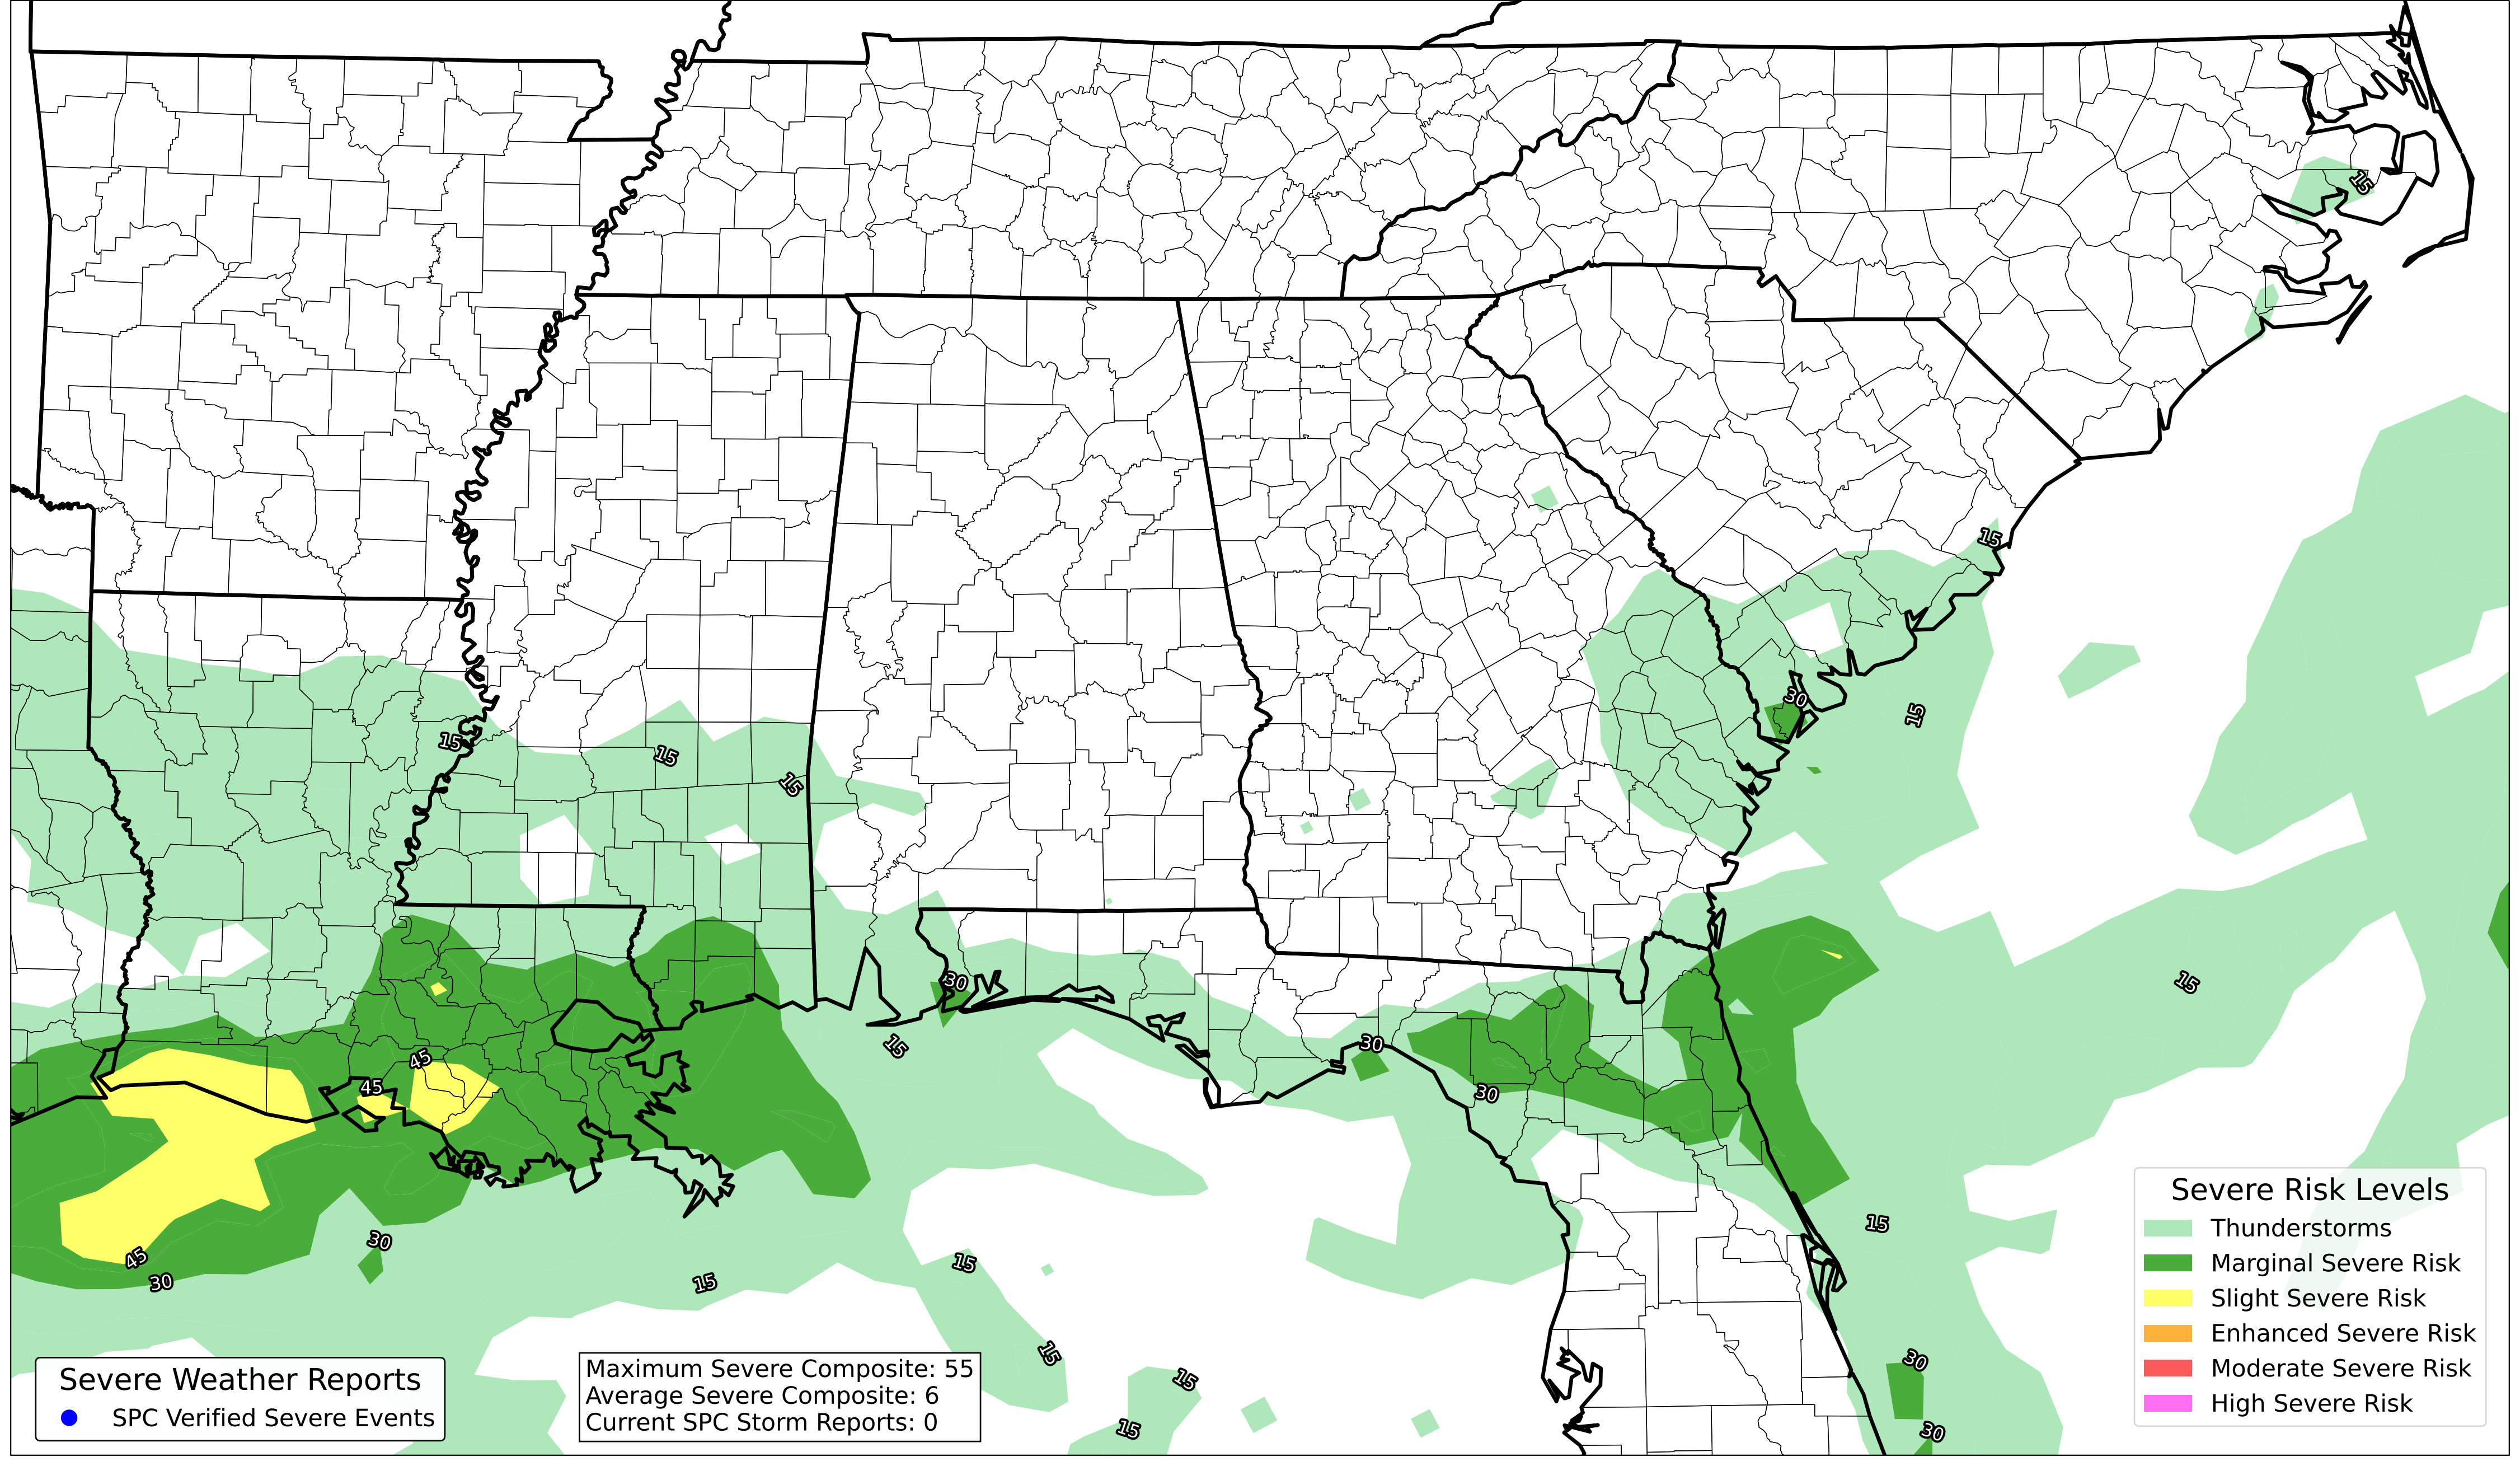 15
15
30
15
15
15
15
30
15
30
15
45
45
30
30
15
45
30
15
15
15
15
15
30
30
Severe Risk Levels
Thunderstorms
Marginal Severe Risk
Slight Severe Risk
Enhanced Severe Risk
Moderate Severe Risk
High Severe Risk
Severe Weather Reports
SPC Verified Severe Events
Maximum Severe Composite: 55
Average Severe Composite: 6
Current SPC Storm Reports: 0
15